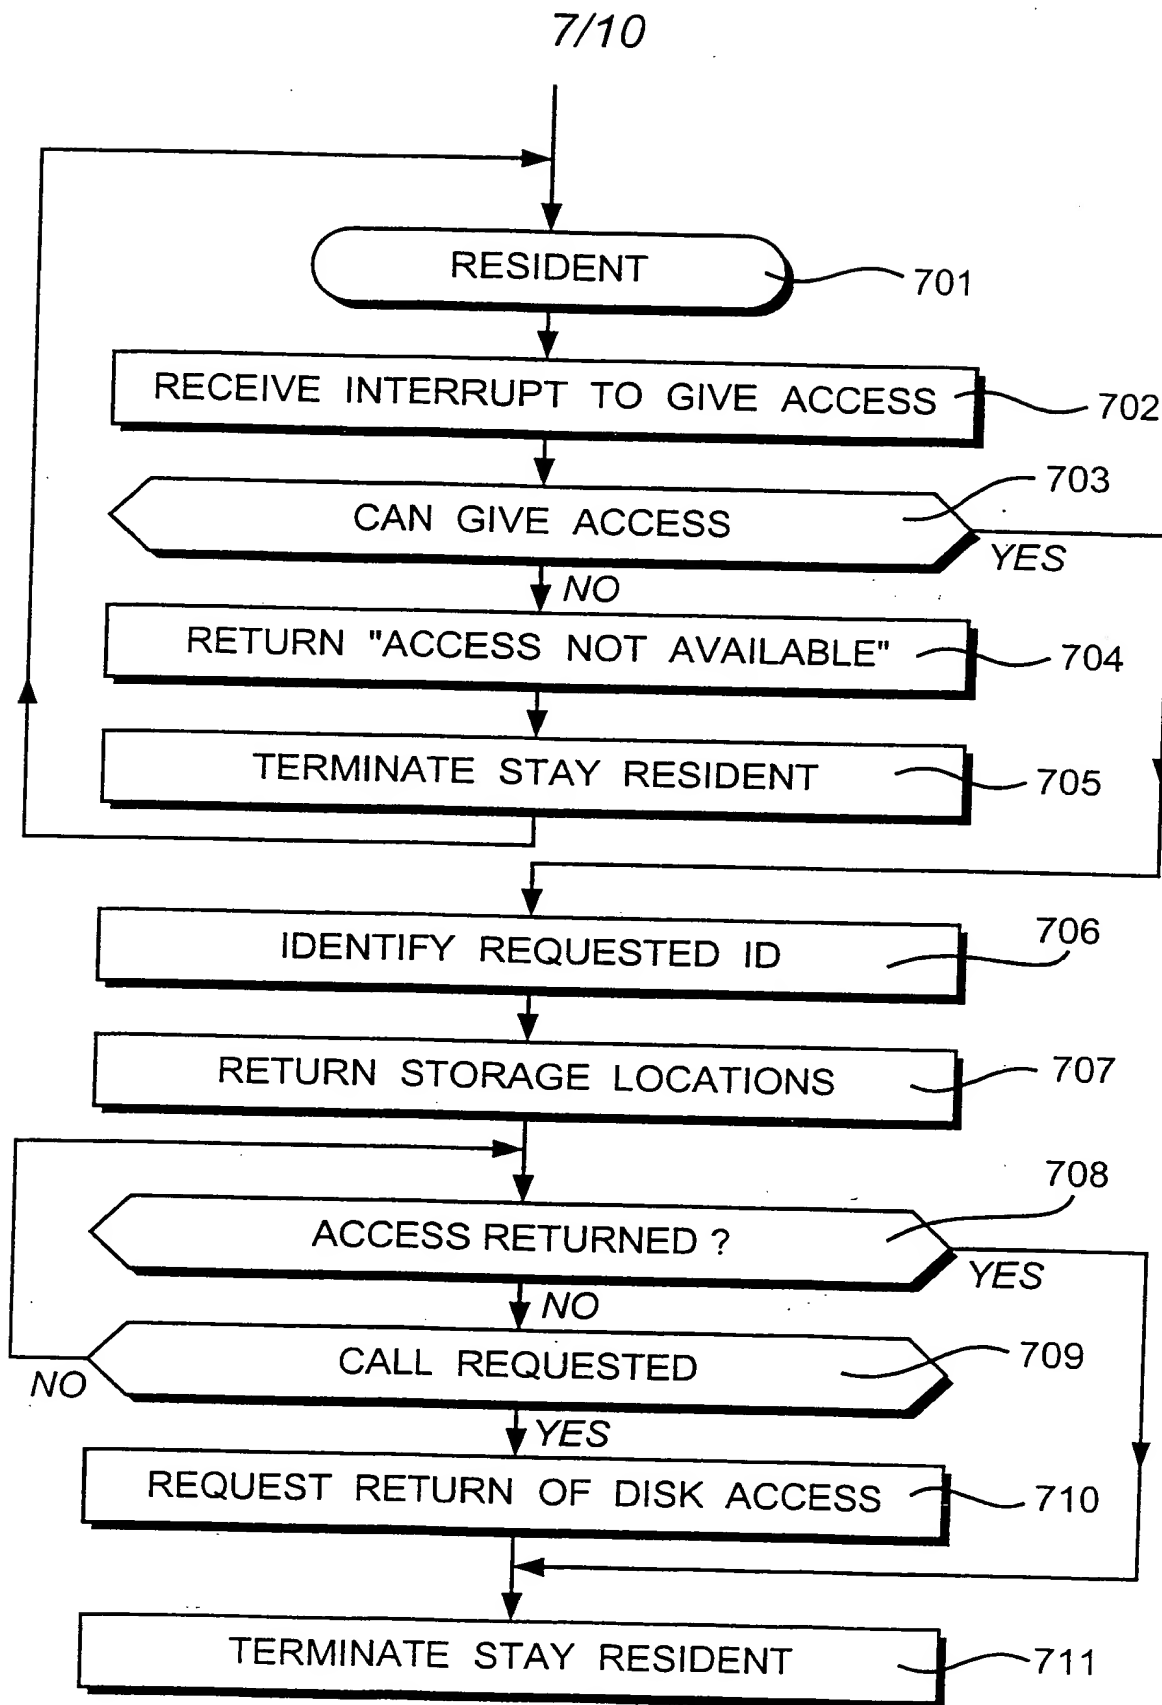 7/10
RESIDENT
701
RECEIVE INTERRUPT TO GIVE ACCESS
702
703
CAN GIVE ACCESS
YES
NO
RETURN "ACCESS NOT AVAILABLE"
704
TERMINATE STAY RESIDENT
705
706
IDENTIFY REQUESTED ID
RETURN STORAGE LOCATIONS
707
708
ACCESS RETURNED ?
YES
NO
CALL REQUESTED
709
NO
YES
REQUEST RETURN OF DISK ACCESS
710
TERMINATE STAY RESIDENT
711